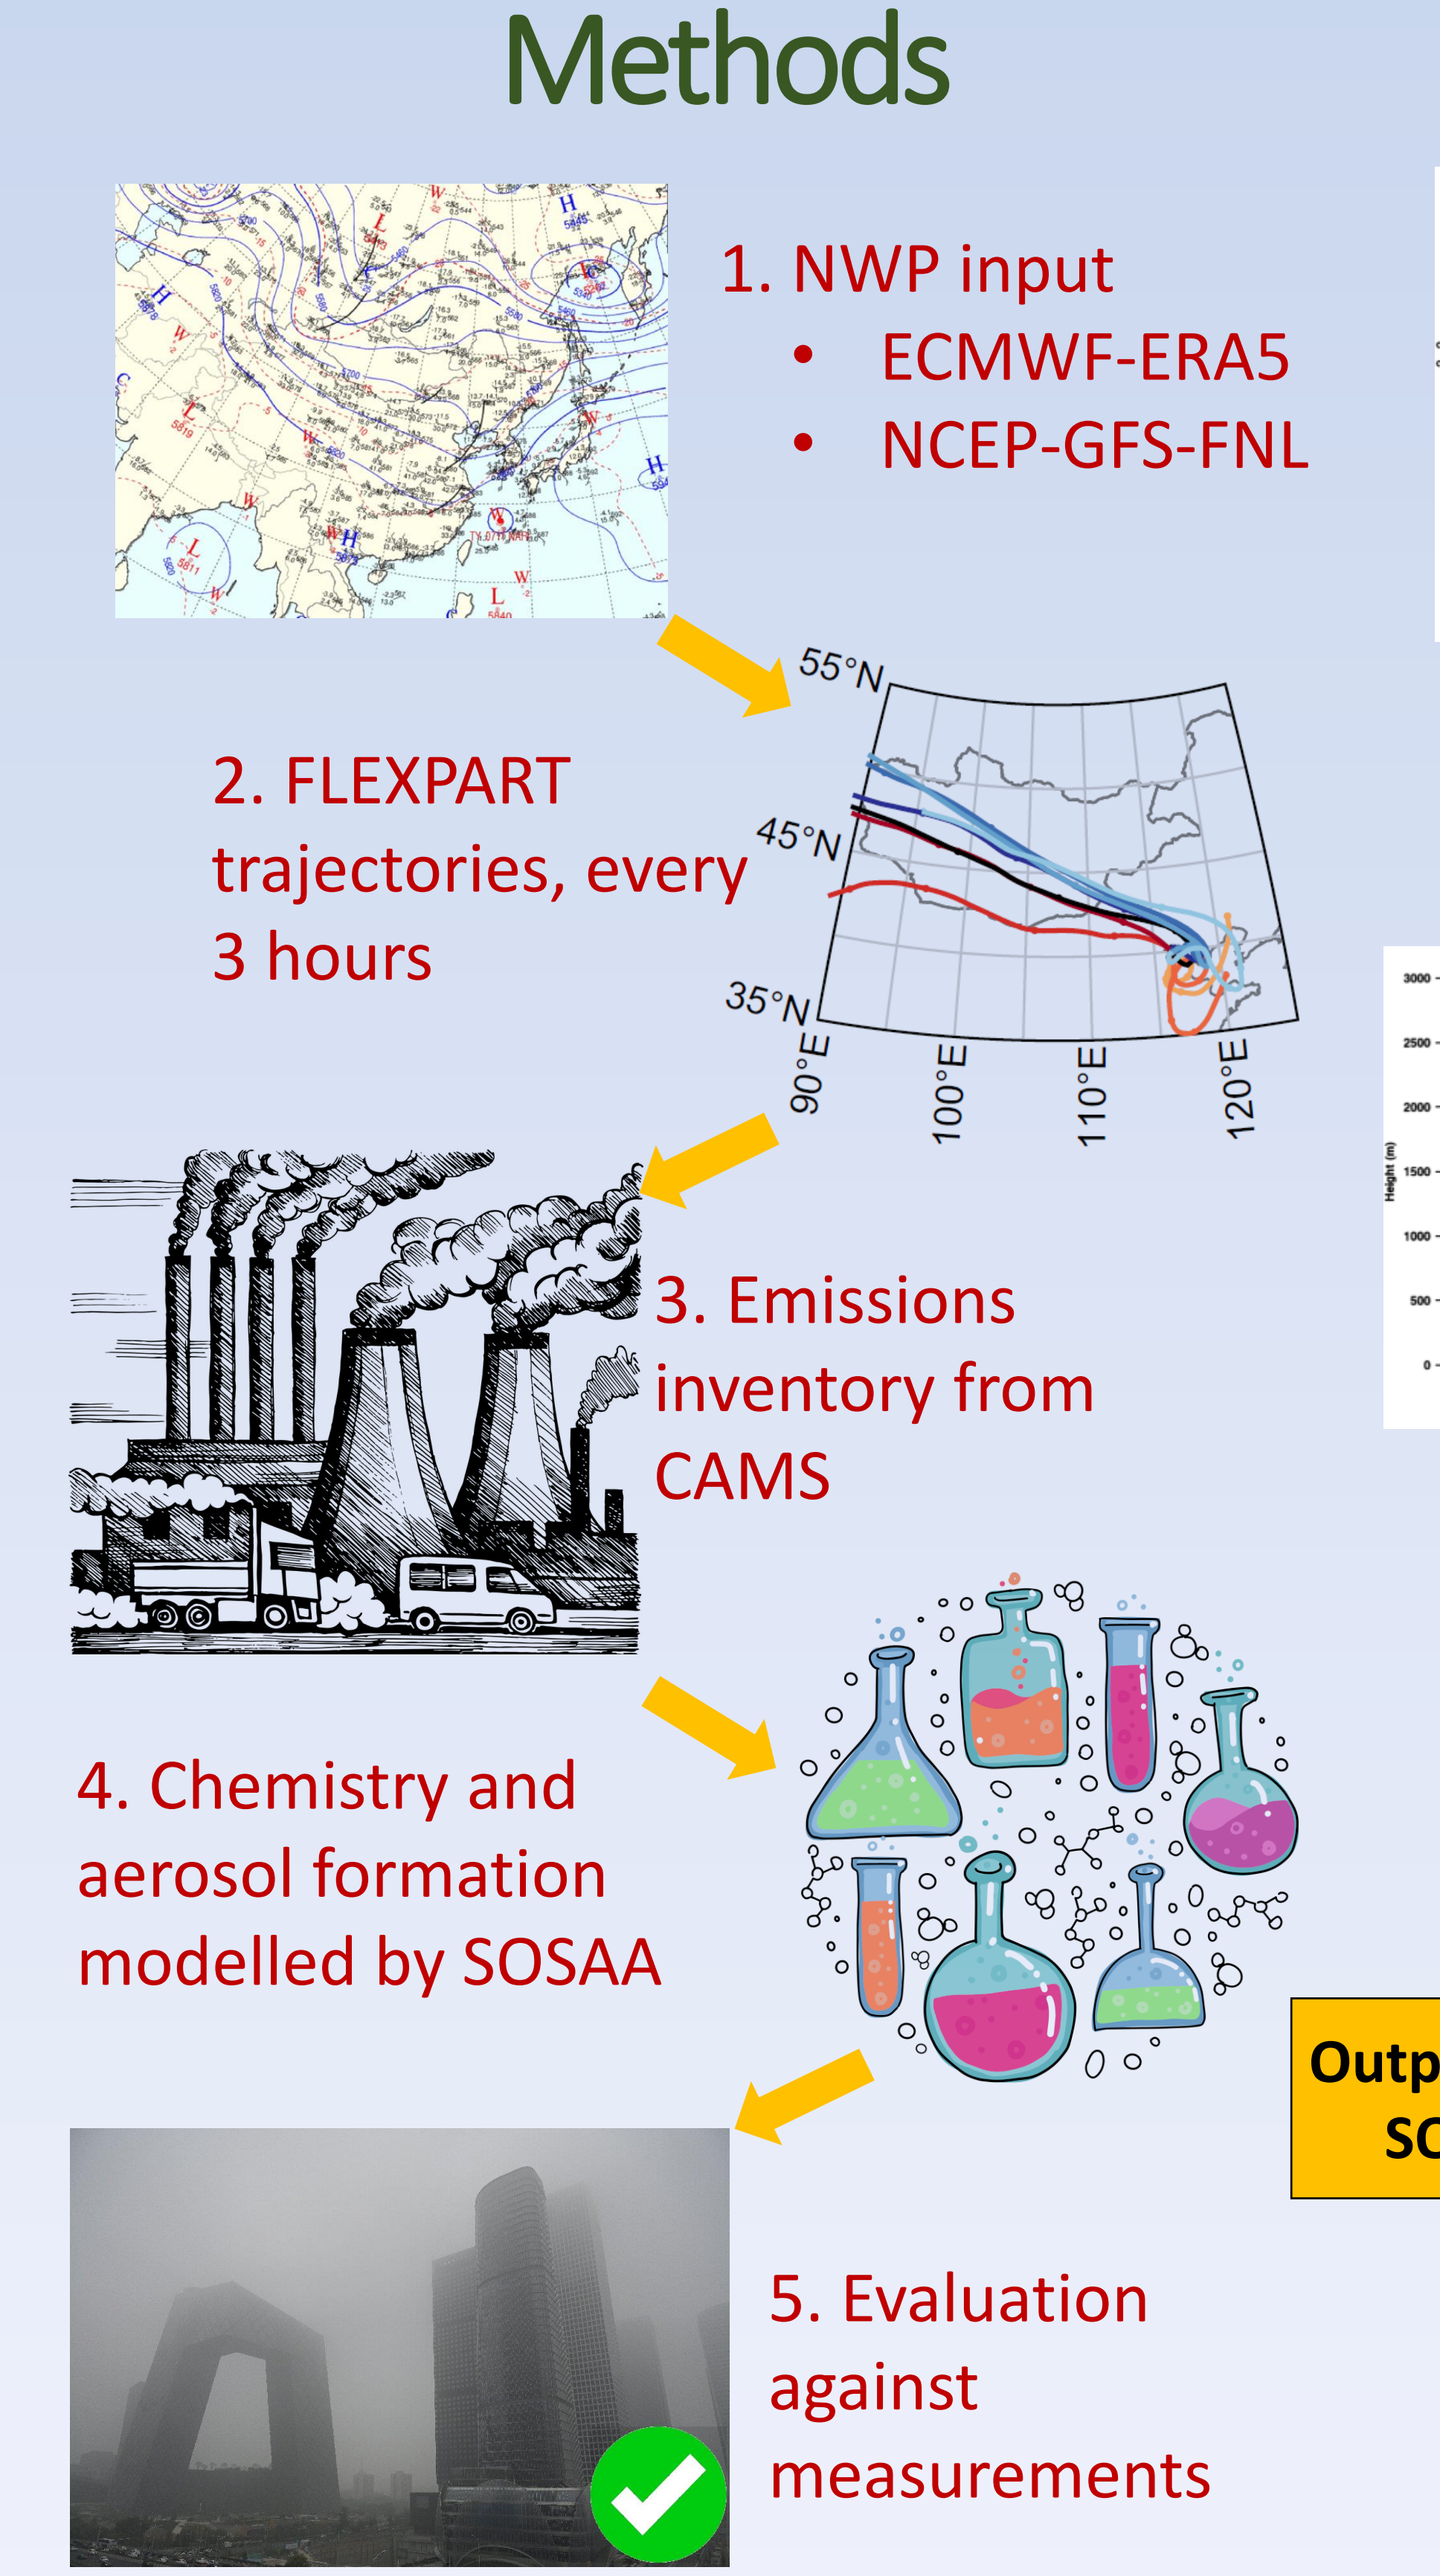 Methods
1. NWP input
• ECMWF-ERA5
• NCEP-GFS-FNL
2. FLEXPART
trajectories, every
3 hours
55°N
45°N
35°N
90°E
100°E
110°E
120°E
3. Emissions
inventory from
CAMS
4. Chemistry and
aerosol formation
modelled by SOSAA
5. Evaluation
against
measurements
Height (m)
3000
2500
2000
1500
1000
500
0
Outp
SO